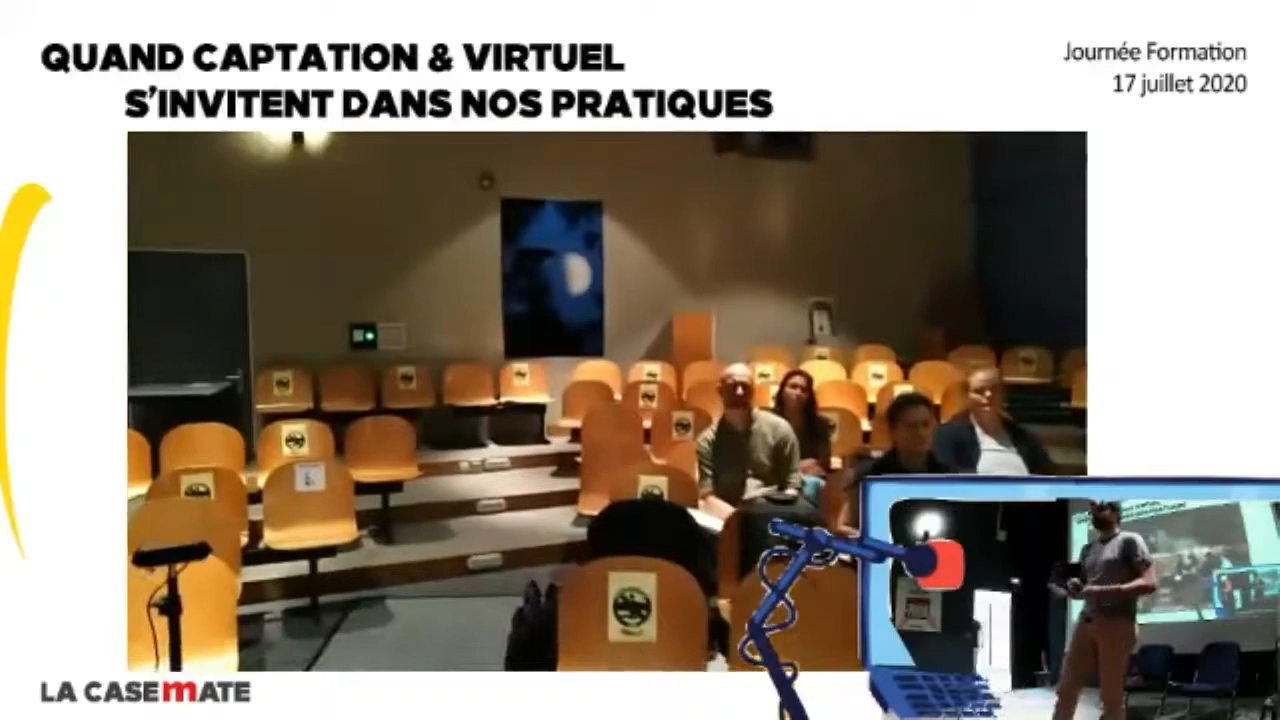 QUAND CAPTATION & VIRTUEL
S'INVITENT DANS NOS PRATIQUES
Journée Formation
17 juillet 2020
LA CASEMATE